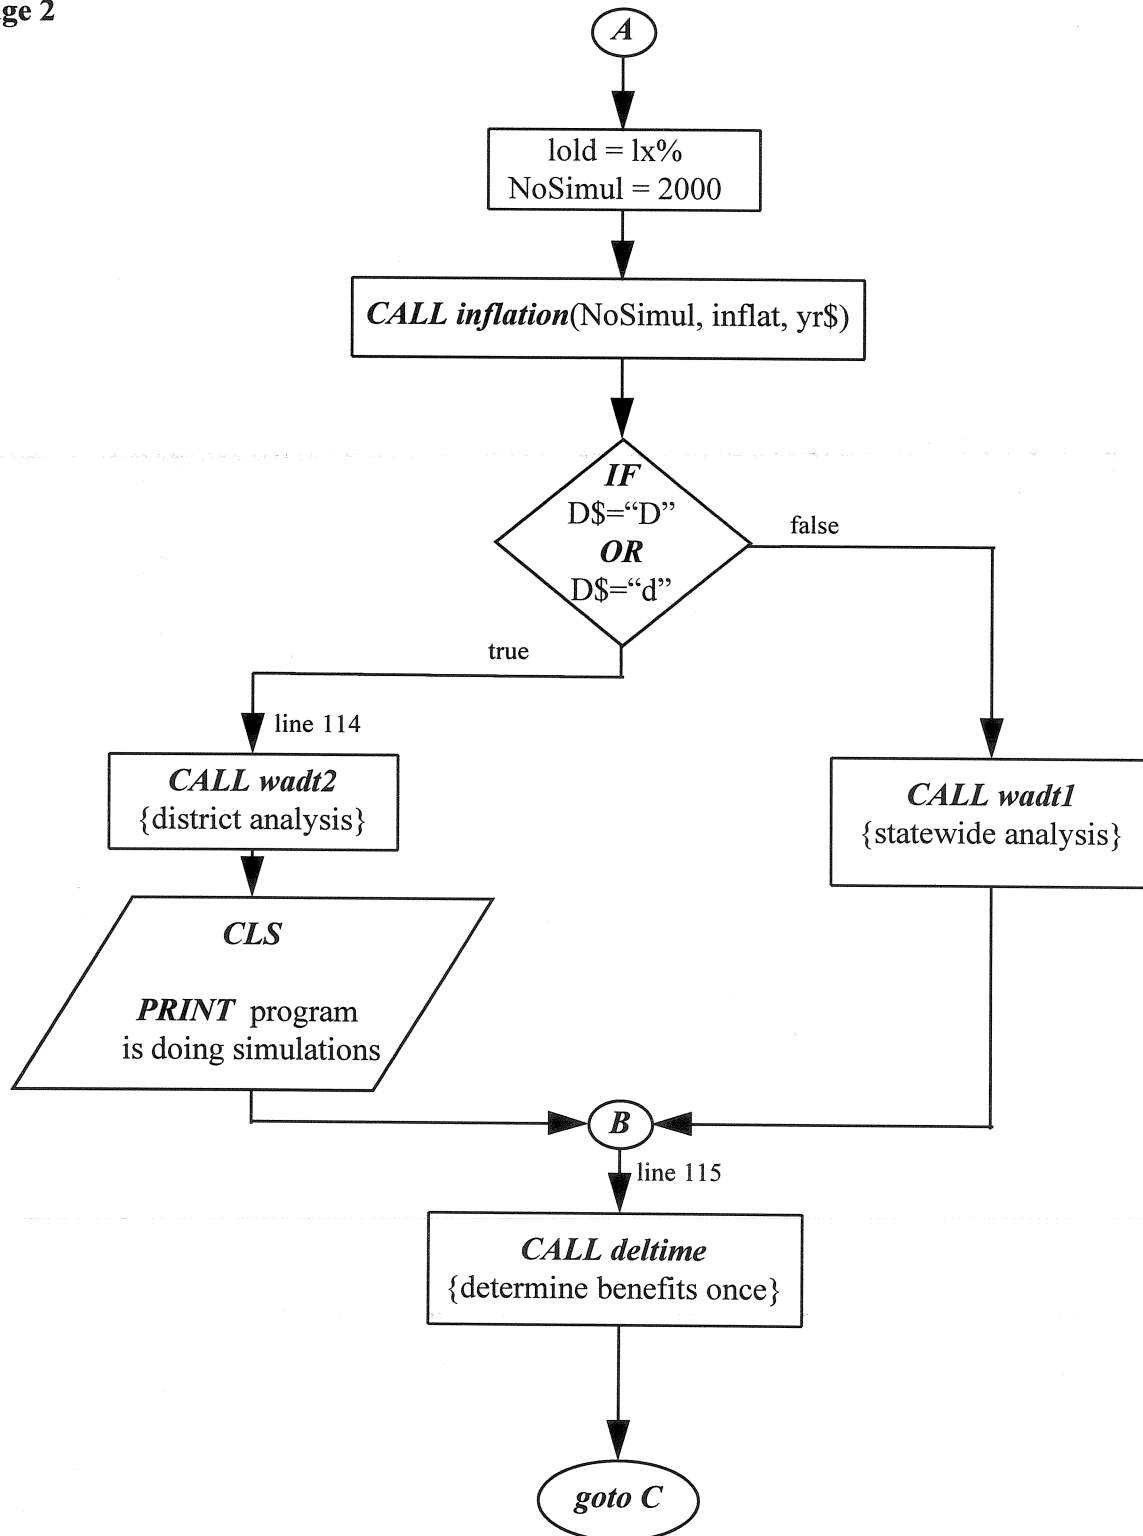 ge 2
A
lold = lx%
NoSimul = 2000
CALL inflation(NoSimul, inflat, yr$)
IF
D$=“D”
OR
D$=“d”
false
true
line 114
CALL wadt2
{district analysis}
CALL wadt1
{statewide analysis}
CLS
PRINT program
is doing simulations
B
line 115
CALL deltime
{determine benefits once}
goto C